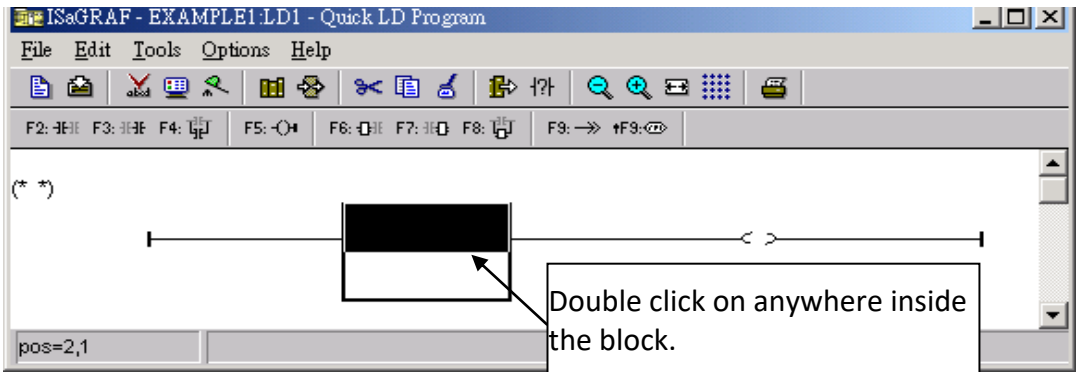 ISaGRAF - EXAMPLE1:LD1 - Quick LD Program
File Edit Tools Options Help
F2: F3: F4: F5: F6: F7: F8: F9: F9:
(* *)
Double click on anywhere inside
the block.
pos=2,1